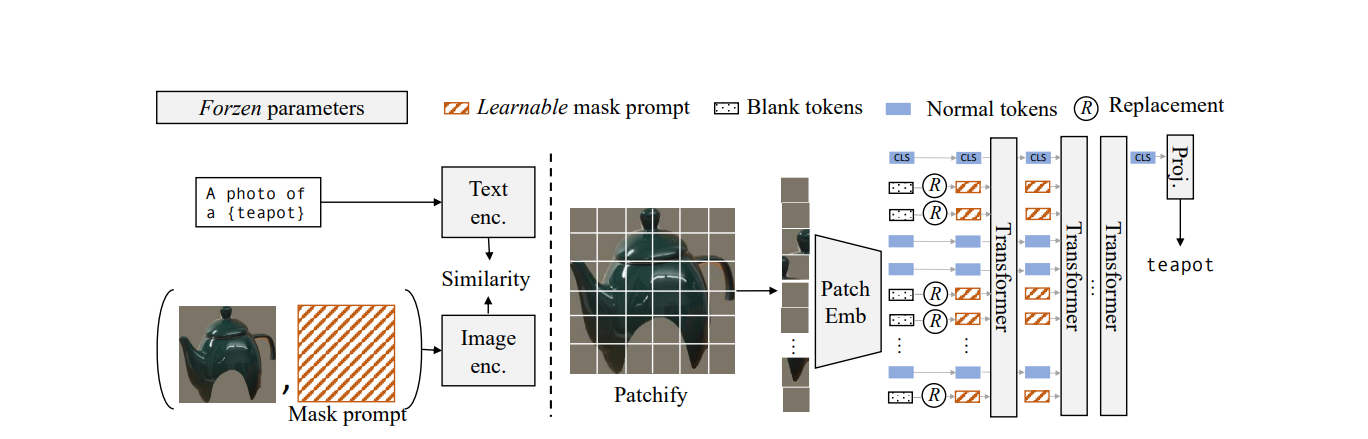 Forzen parameters
Learnable mask prompt
Blank tokens
Normal tokens
R
Replacement
A photo of
a {teapot}
Text
enc.
Similarity
Image
enc.
,
Mask prompt
Patchify
⋮
Patch
Emb
CLS
CLS
CLS
CLS
R
R
R
R
R
⋮
⋮
Transformer
Transformer
...
Transformer
Proj.
teapot